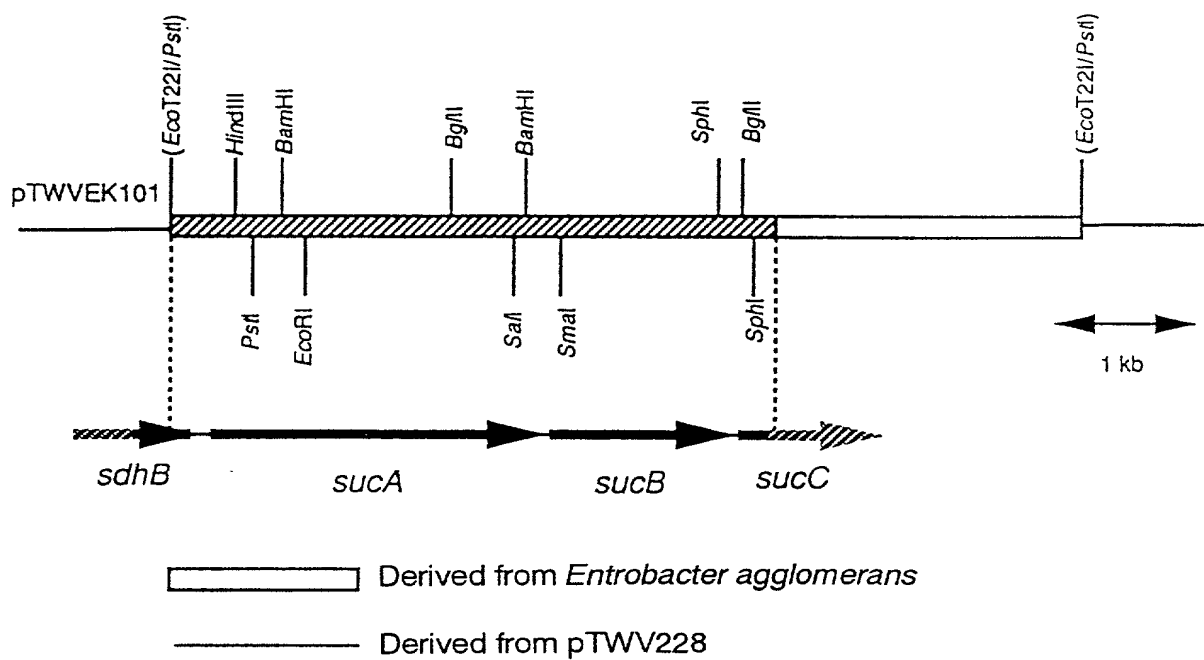 (EcoT22I/PstI)
HindIII
BamHI
BglII
BamHI
SphI
BglII
(EcoT22I/PstI)
pTWVEK101
PstI
EcoRI
SalI
SmaI
SphI
1 kb
sdhB
sucA
sucB
sucC
Derived from Entrobacter agglomerans
Derived from pTWV228